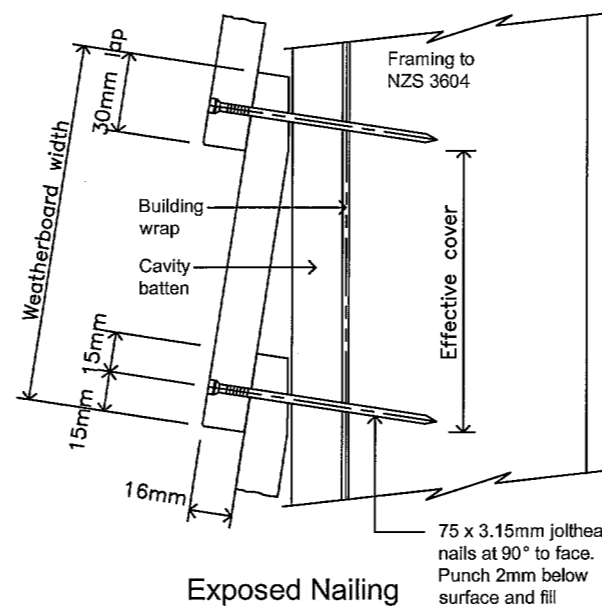 Framing to
NZS 3604
30mm lap
Weatherboard width
Building
wrap
Cavity
batten
Effective cover
15mm
15mm
16mm
75 x 3.15mm jolthea
nails at 90° to face.
Punch 2mm below
surface and fill
Exposed Nailing